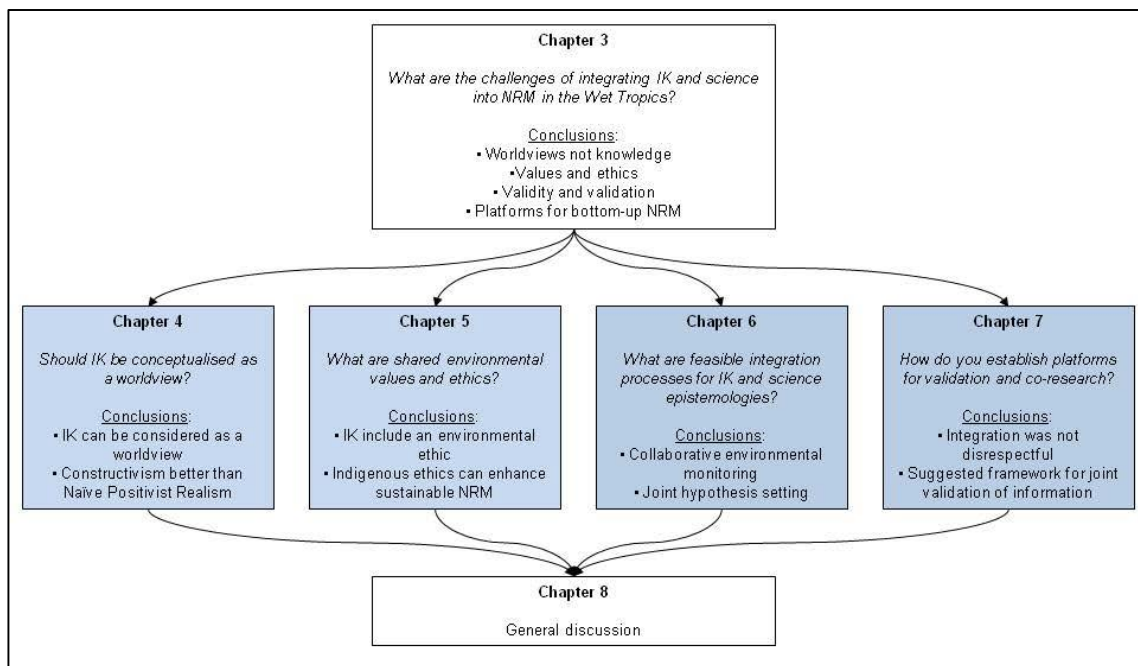 Chapter 3
What are the challenges of integrating IK and science
into NRM in the Wet Tropics?
Conclusions:
▪ Worldviews not knowledge
▪Values and ethics
▪ Validity and validation
▪ Platforms for bottom-up NRM
Chapter 4
Should IK be conceptualised as
a worldview?
Conclusions:
▪ IK can be considered as a
worldview
▪ Constructivism better than
Naïve Positivist Realism
Chapter 5
What are shared environmental
values and ethics?
Conclusions:
▪ IK include an environmental
ethic
▪ Indigenous ethics can enhance
sustainable NRM
Chapter 6
What are feasible integration
processes for IK and science
epistemologies?
Conclusions:
▪ Collaborative environmental
monitoring
▪ Joint hypothesis setting
Chapter 7
How do you establish platforms
for validation and co-research?
Conclusions:
▪ Integration was not
disrespectful
▪ Suggested framework for joint
validation of information
Chapter 8
General discussion